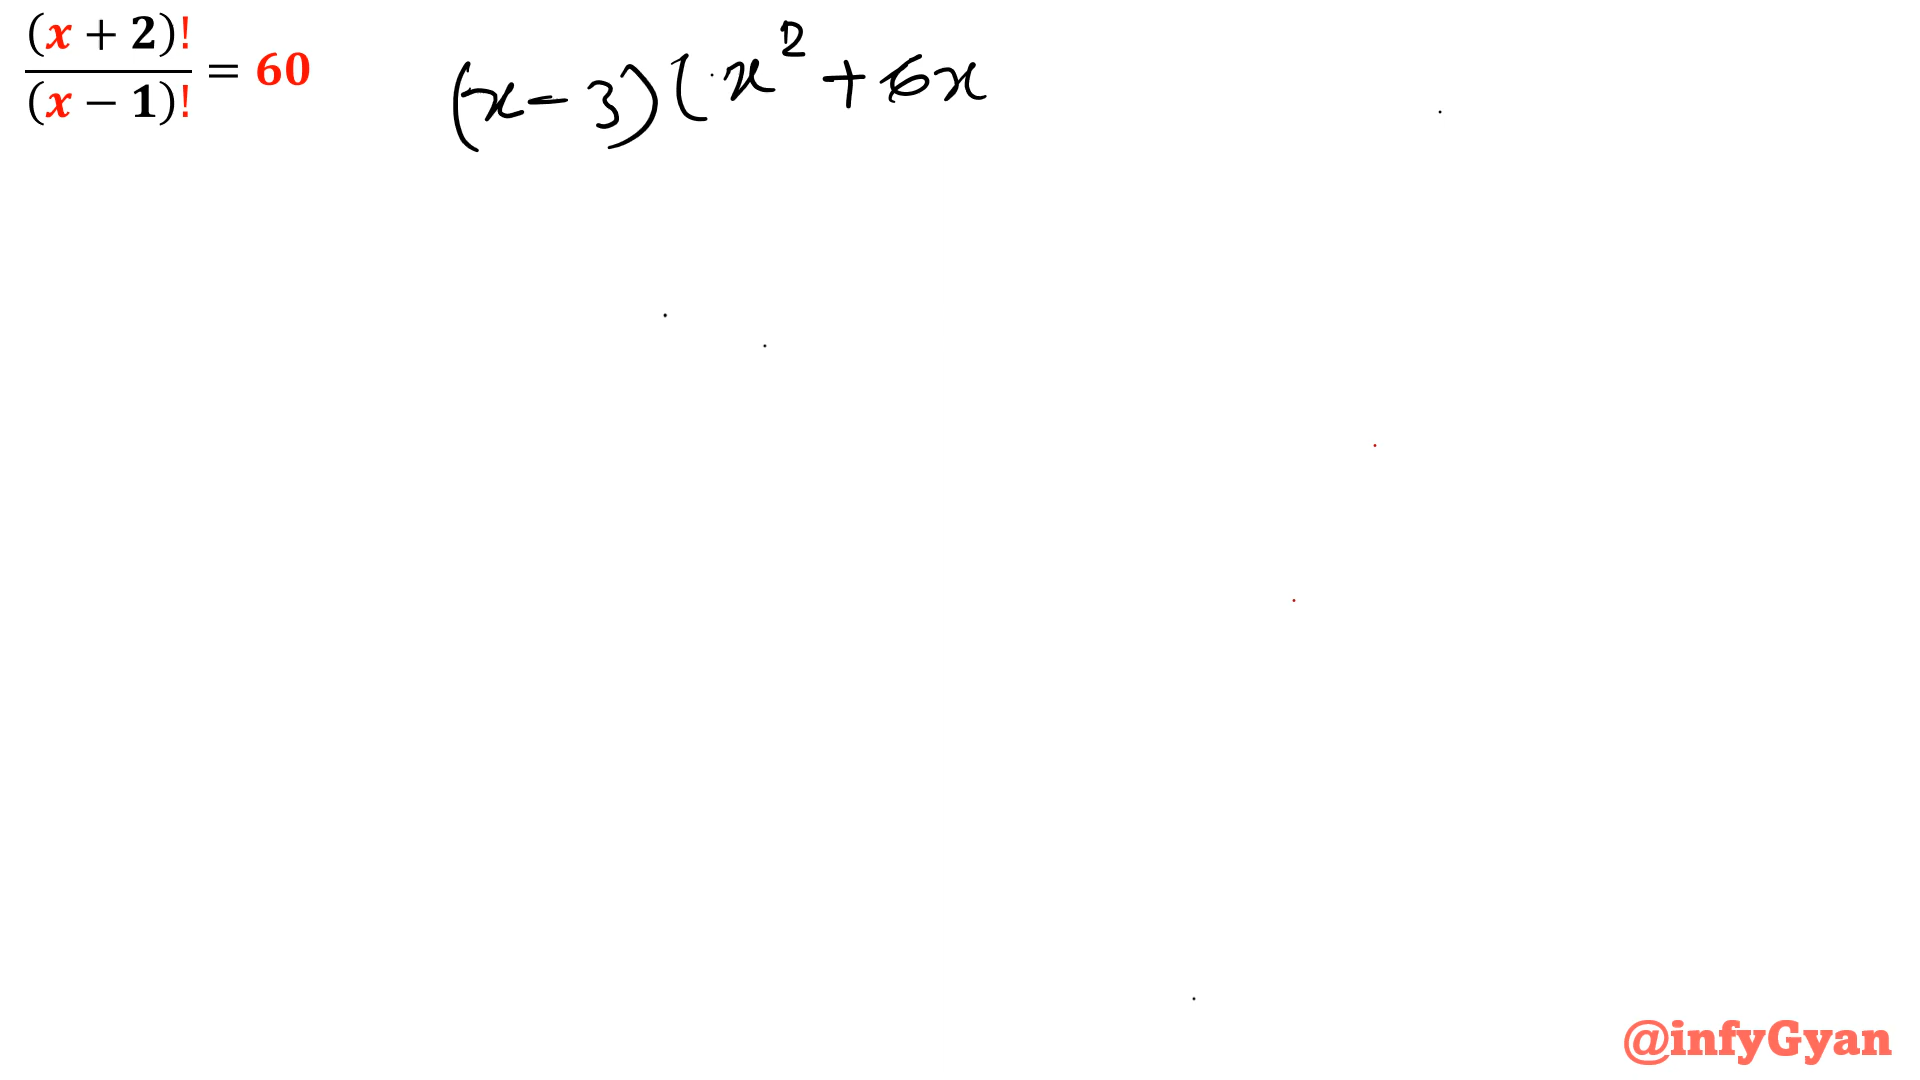 (x + 2)!
(x − 1)! = 60
(x − 3)(x² + 6x
@infyGyan